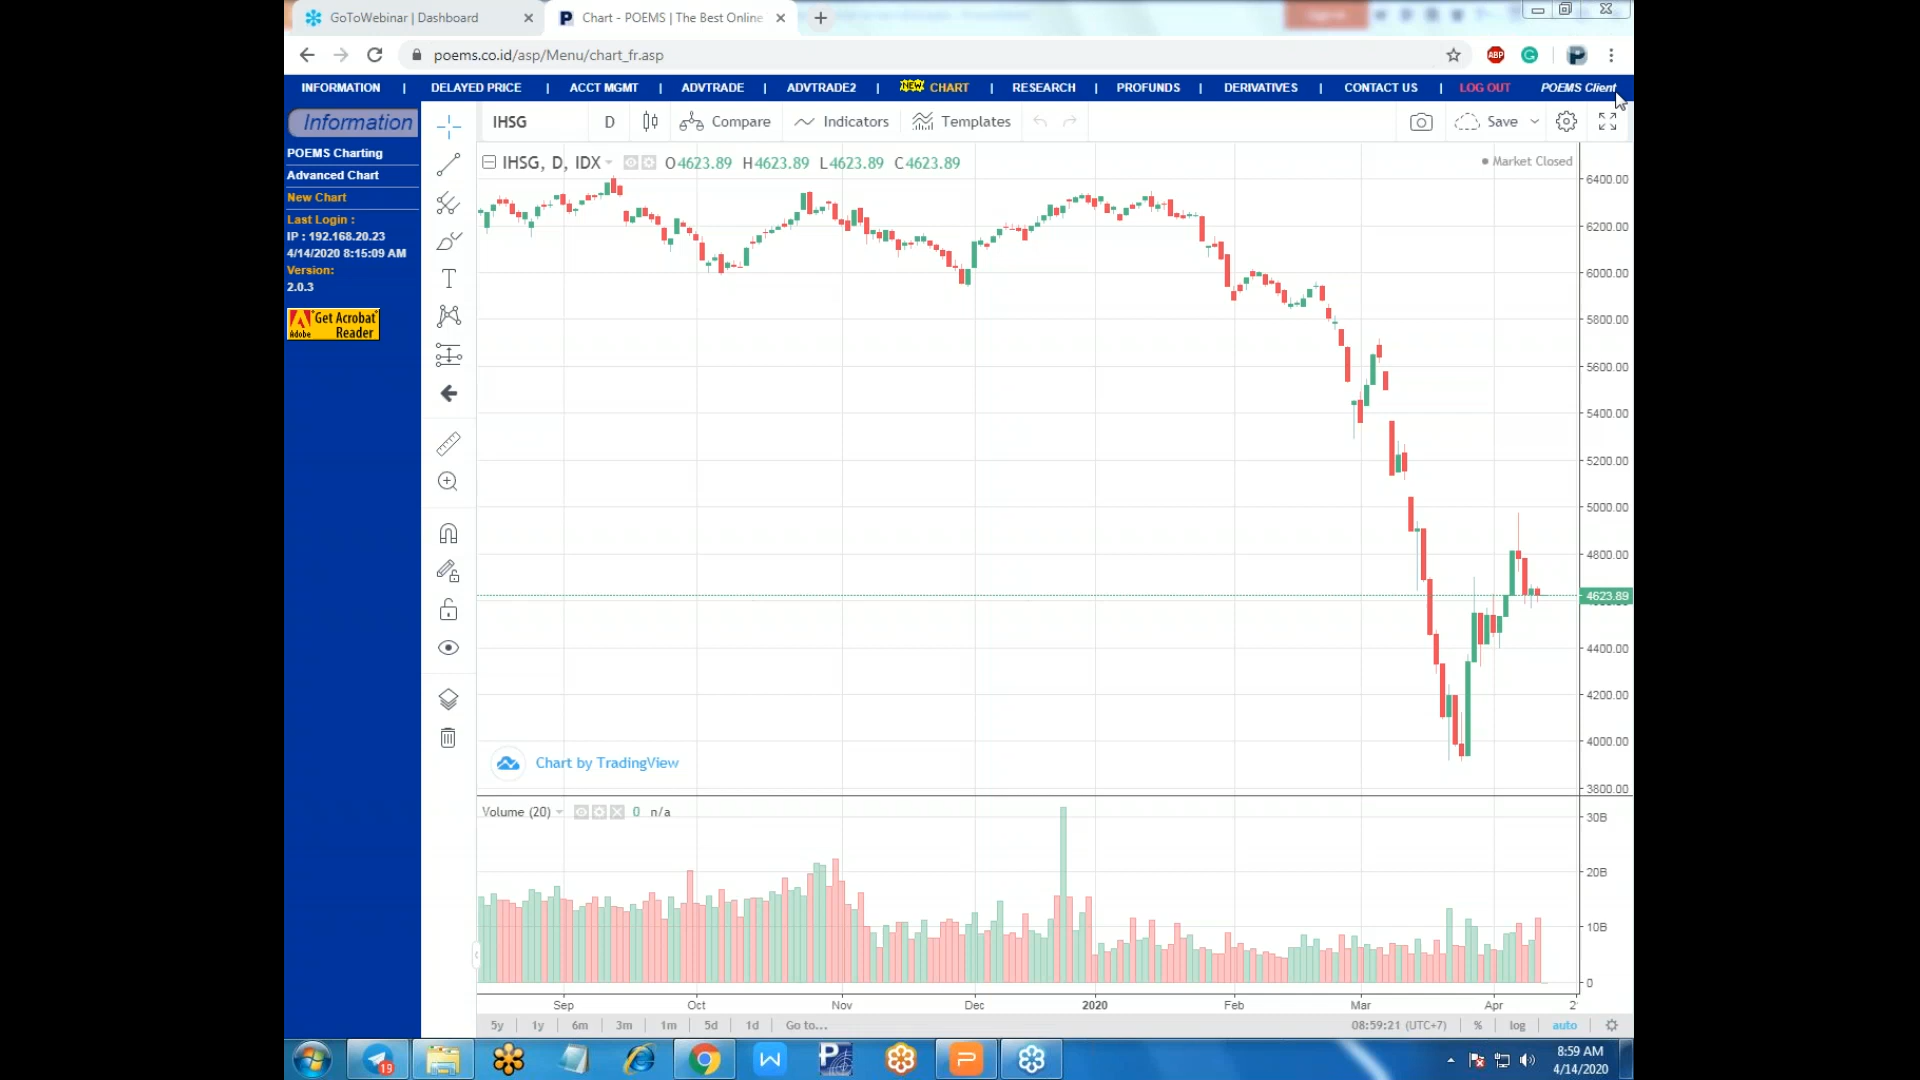 GoToWebinar | Dashboard
Chart - POEMS | The Best Online
poems.co.id/asp/Menu/chart_fr.asp
ABP
INFORMATION | DELAYED PRICE | ACCT MGMT | ADVTRADE | ADVTRADE2 | NEW CHART | RESEARCH | PROFUNDS | DERIVATIVES | CONTACT US | LOG OUT POEMS Client
Information
POEMS Charting
Advanced Chart
New Chart
Last Login :
IP : 192.168.20.23
4/14/2020 8:15:09 AM
Version:
2.0.3
Get Acrobat
Adobe Reader
IHSG D Compare Indicators Templates Save
IHSG, D, IDX O4623.89 H4623.89 L4623.89 C4623.89
Market Closed
6400.00
6200.00
6000.00
5800.00
5600.00
5400.00
5200.00
5000.00
4800.00
4623.89
4400.00
4200.00
4000.00
3800.00
Chart by TradingView
Volume (20) 0 n/a
30B
20B
10B
0
Sep Oct Nov Dec 2020 Feb Mar Apr 2
5y 1y 6m 3m 1m 5d 1d Go to... 08:59:21 (UTC+7) % log auto
19
8:59 AM
4/14/2020